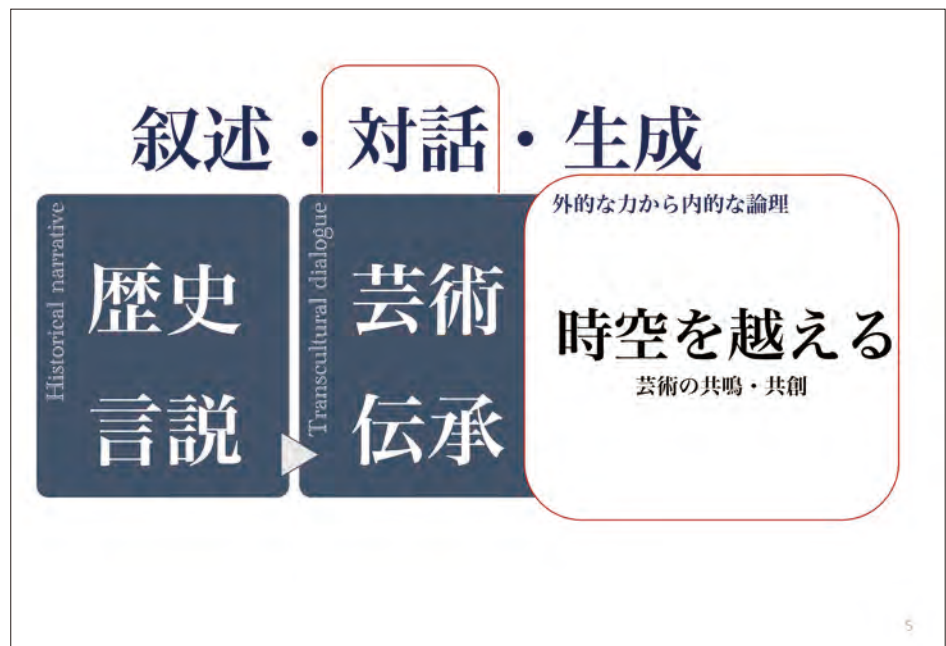 叙述・対話・生成
Historical narrative
歴史
言説
Transcultural dialogue
芸術
伝承
外的な力から内的な論理
時空を越える
芸術の共鳴・共創
5